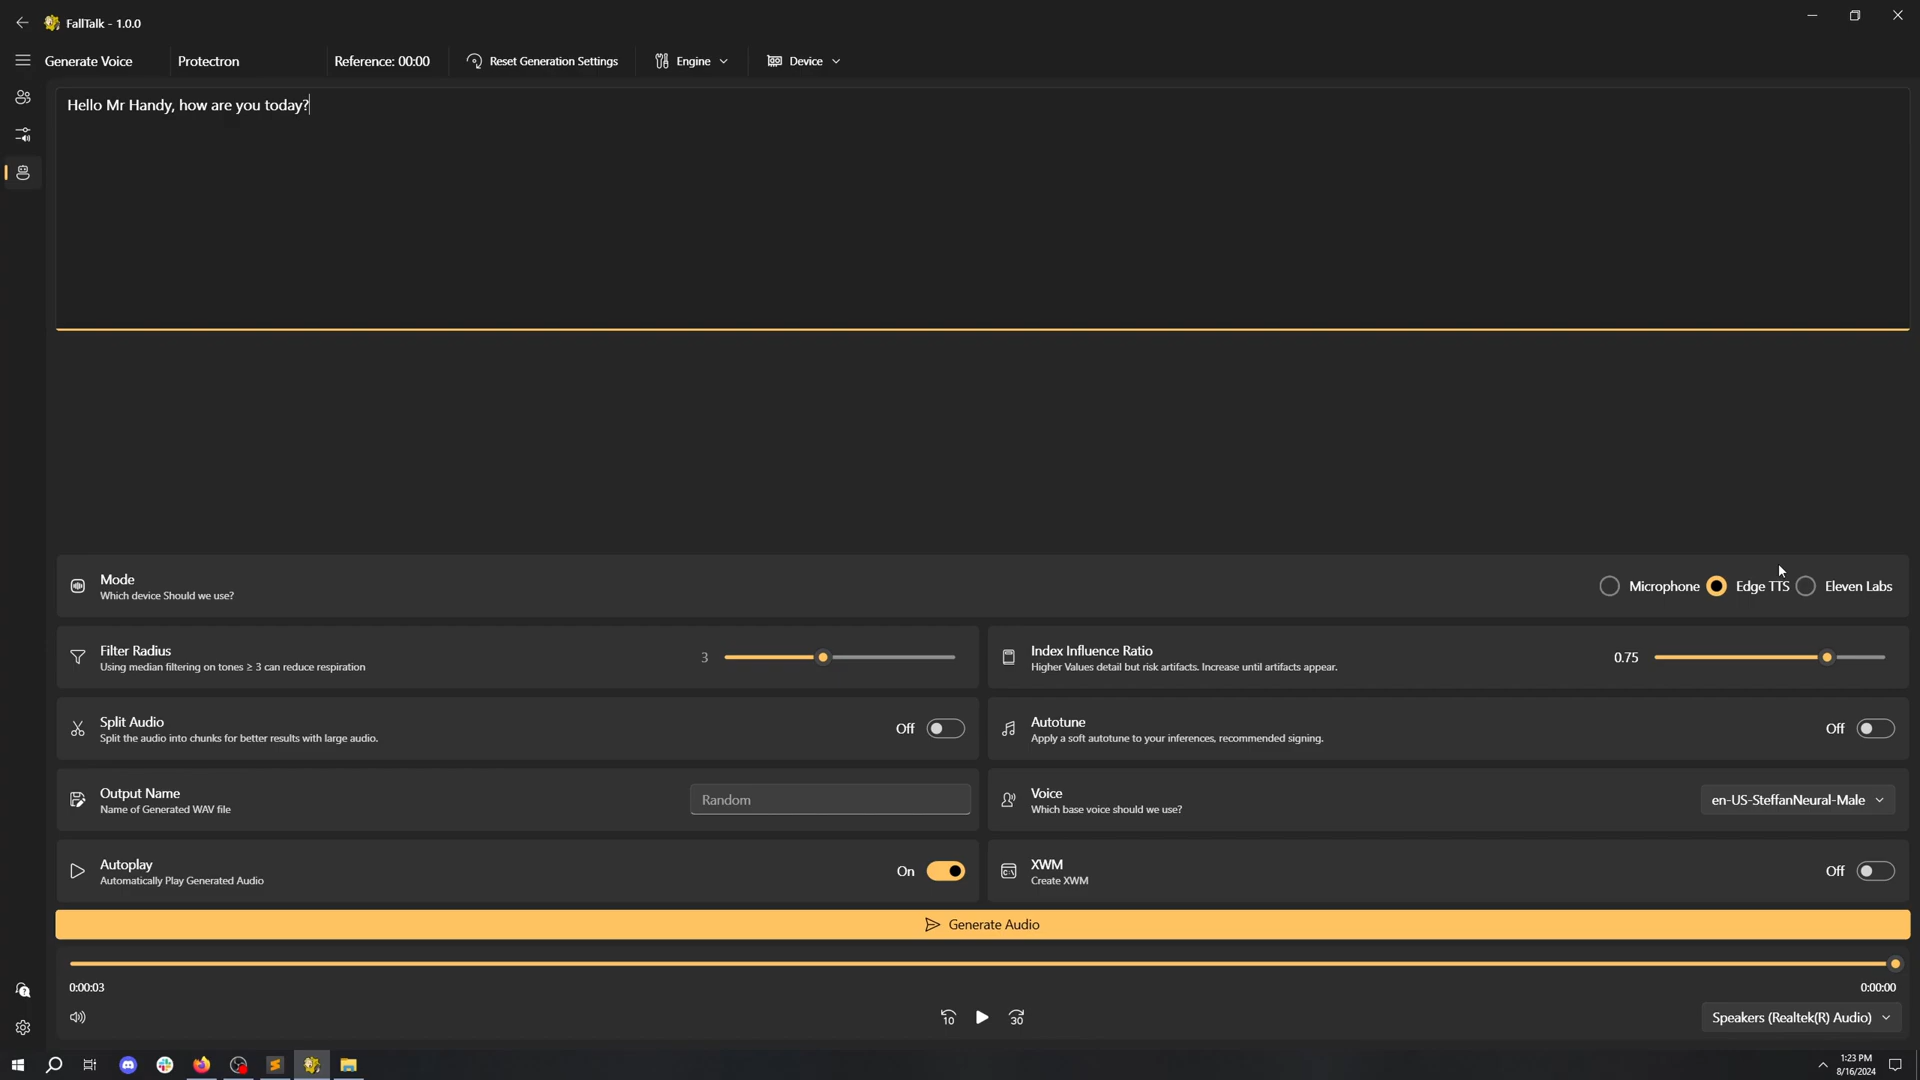 FallTalk - 1.0.0
Generate Voice
Protectron
Reference: 00:00
Reset Generation Settings
Engine
Device
Hello Mr Handy, how are you today?
Mode
Which device Should we use?
Microphone
Edge TTS
Eleven Labs
Filter Radius
Using median filtering on tones ≥ 3 can reduce respiration
3
Index Influence Ratio
Higher Values detail but risk artifacts. Increase until artifacts appear.
0.75
Split Audio
Split the audio into chunks for better results with large audio.
Off
Autotune
Apply a soft autotune to your inferences, recommended signing.
Off
Output Name
Name of Generated WAV file
Random
Voice
Which base voice should we use?
en-US-SteffanNeural-Male
Autoplay
Automatically Play Generated Audio
On
XWM
Create XWM
Off
Generate Audio
0:00:03
0:00:00
10
30
Speakers (Realtek(R) Audio)
1:23 PM
8/16/2024